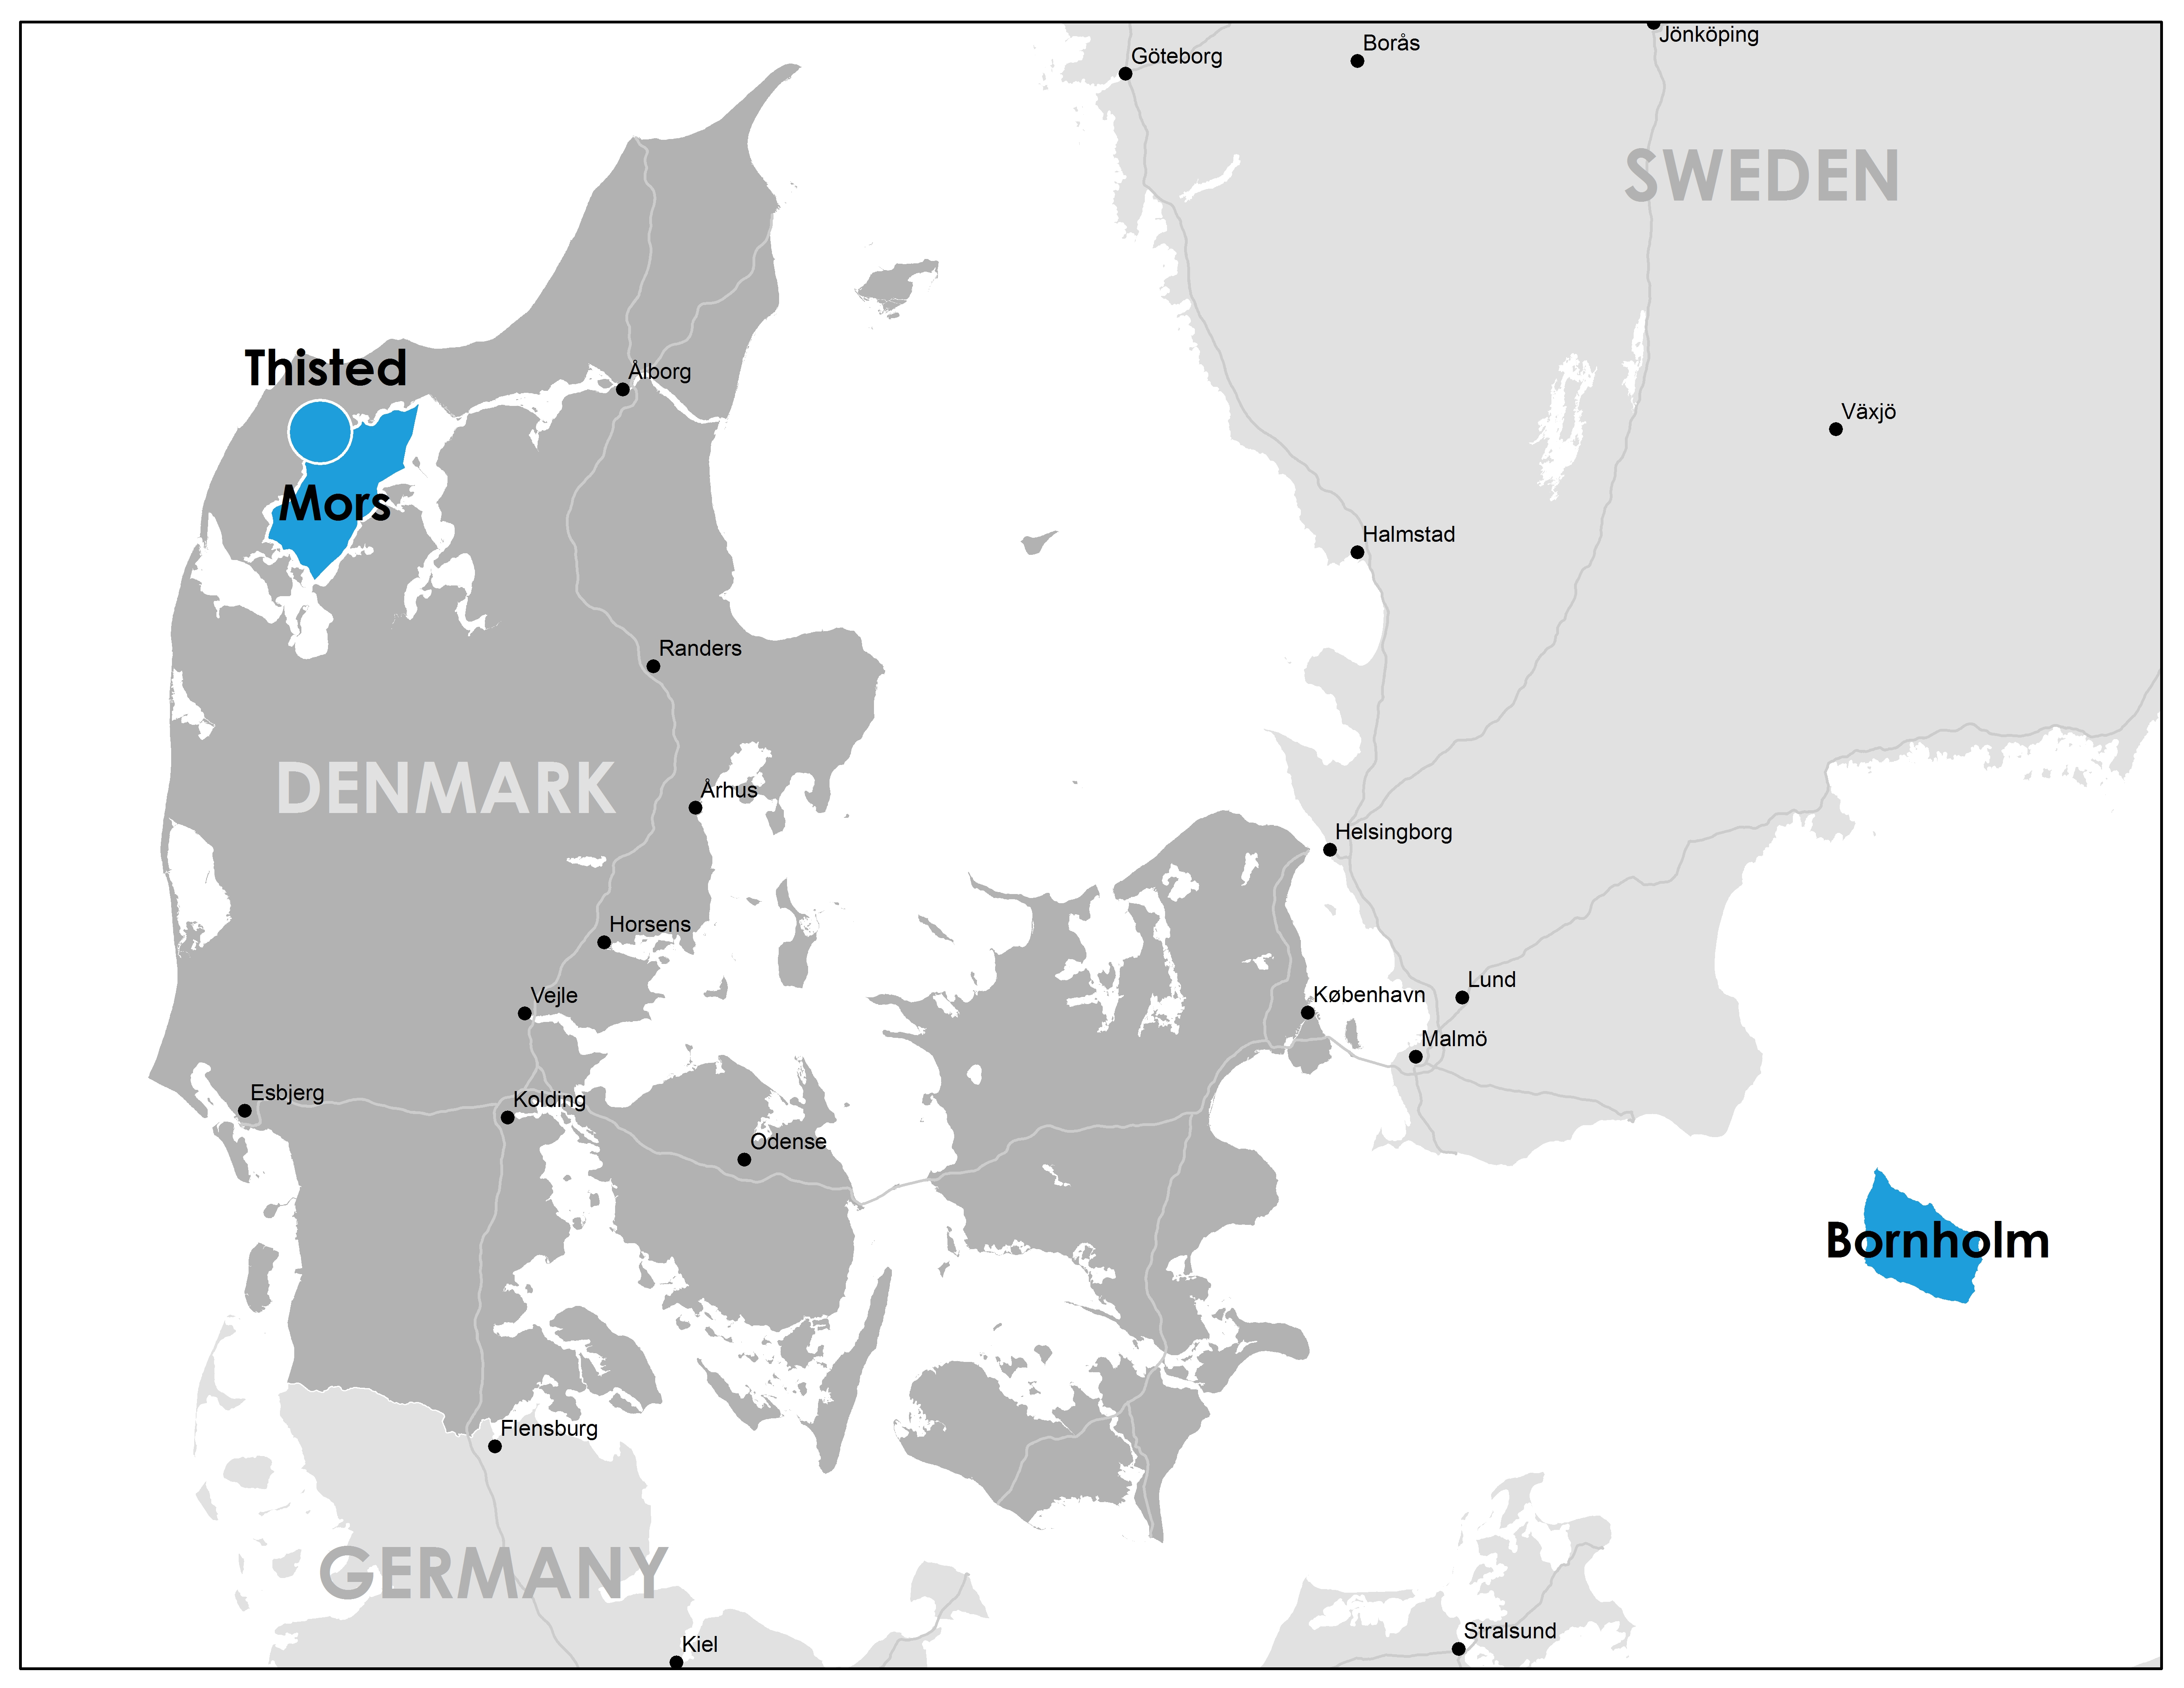 Jönköping
Borås
Göteborg
SWEDEN
Thisted
Ålborg
Växjö
Mors
Halmstad
Randers
DENMARK
Århus
Helsingborg
Horsens
Lund
Vejle
København
Malmö
Esbjerg
Kolding
Odense
Bornholm
Flensburg
GERMANY
Stralsund
Kiel